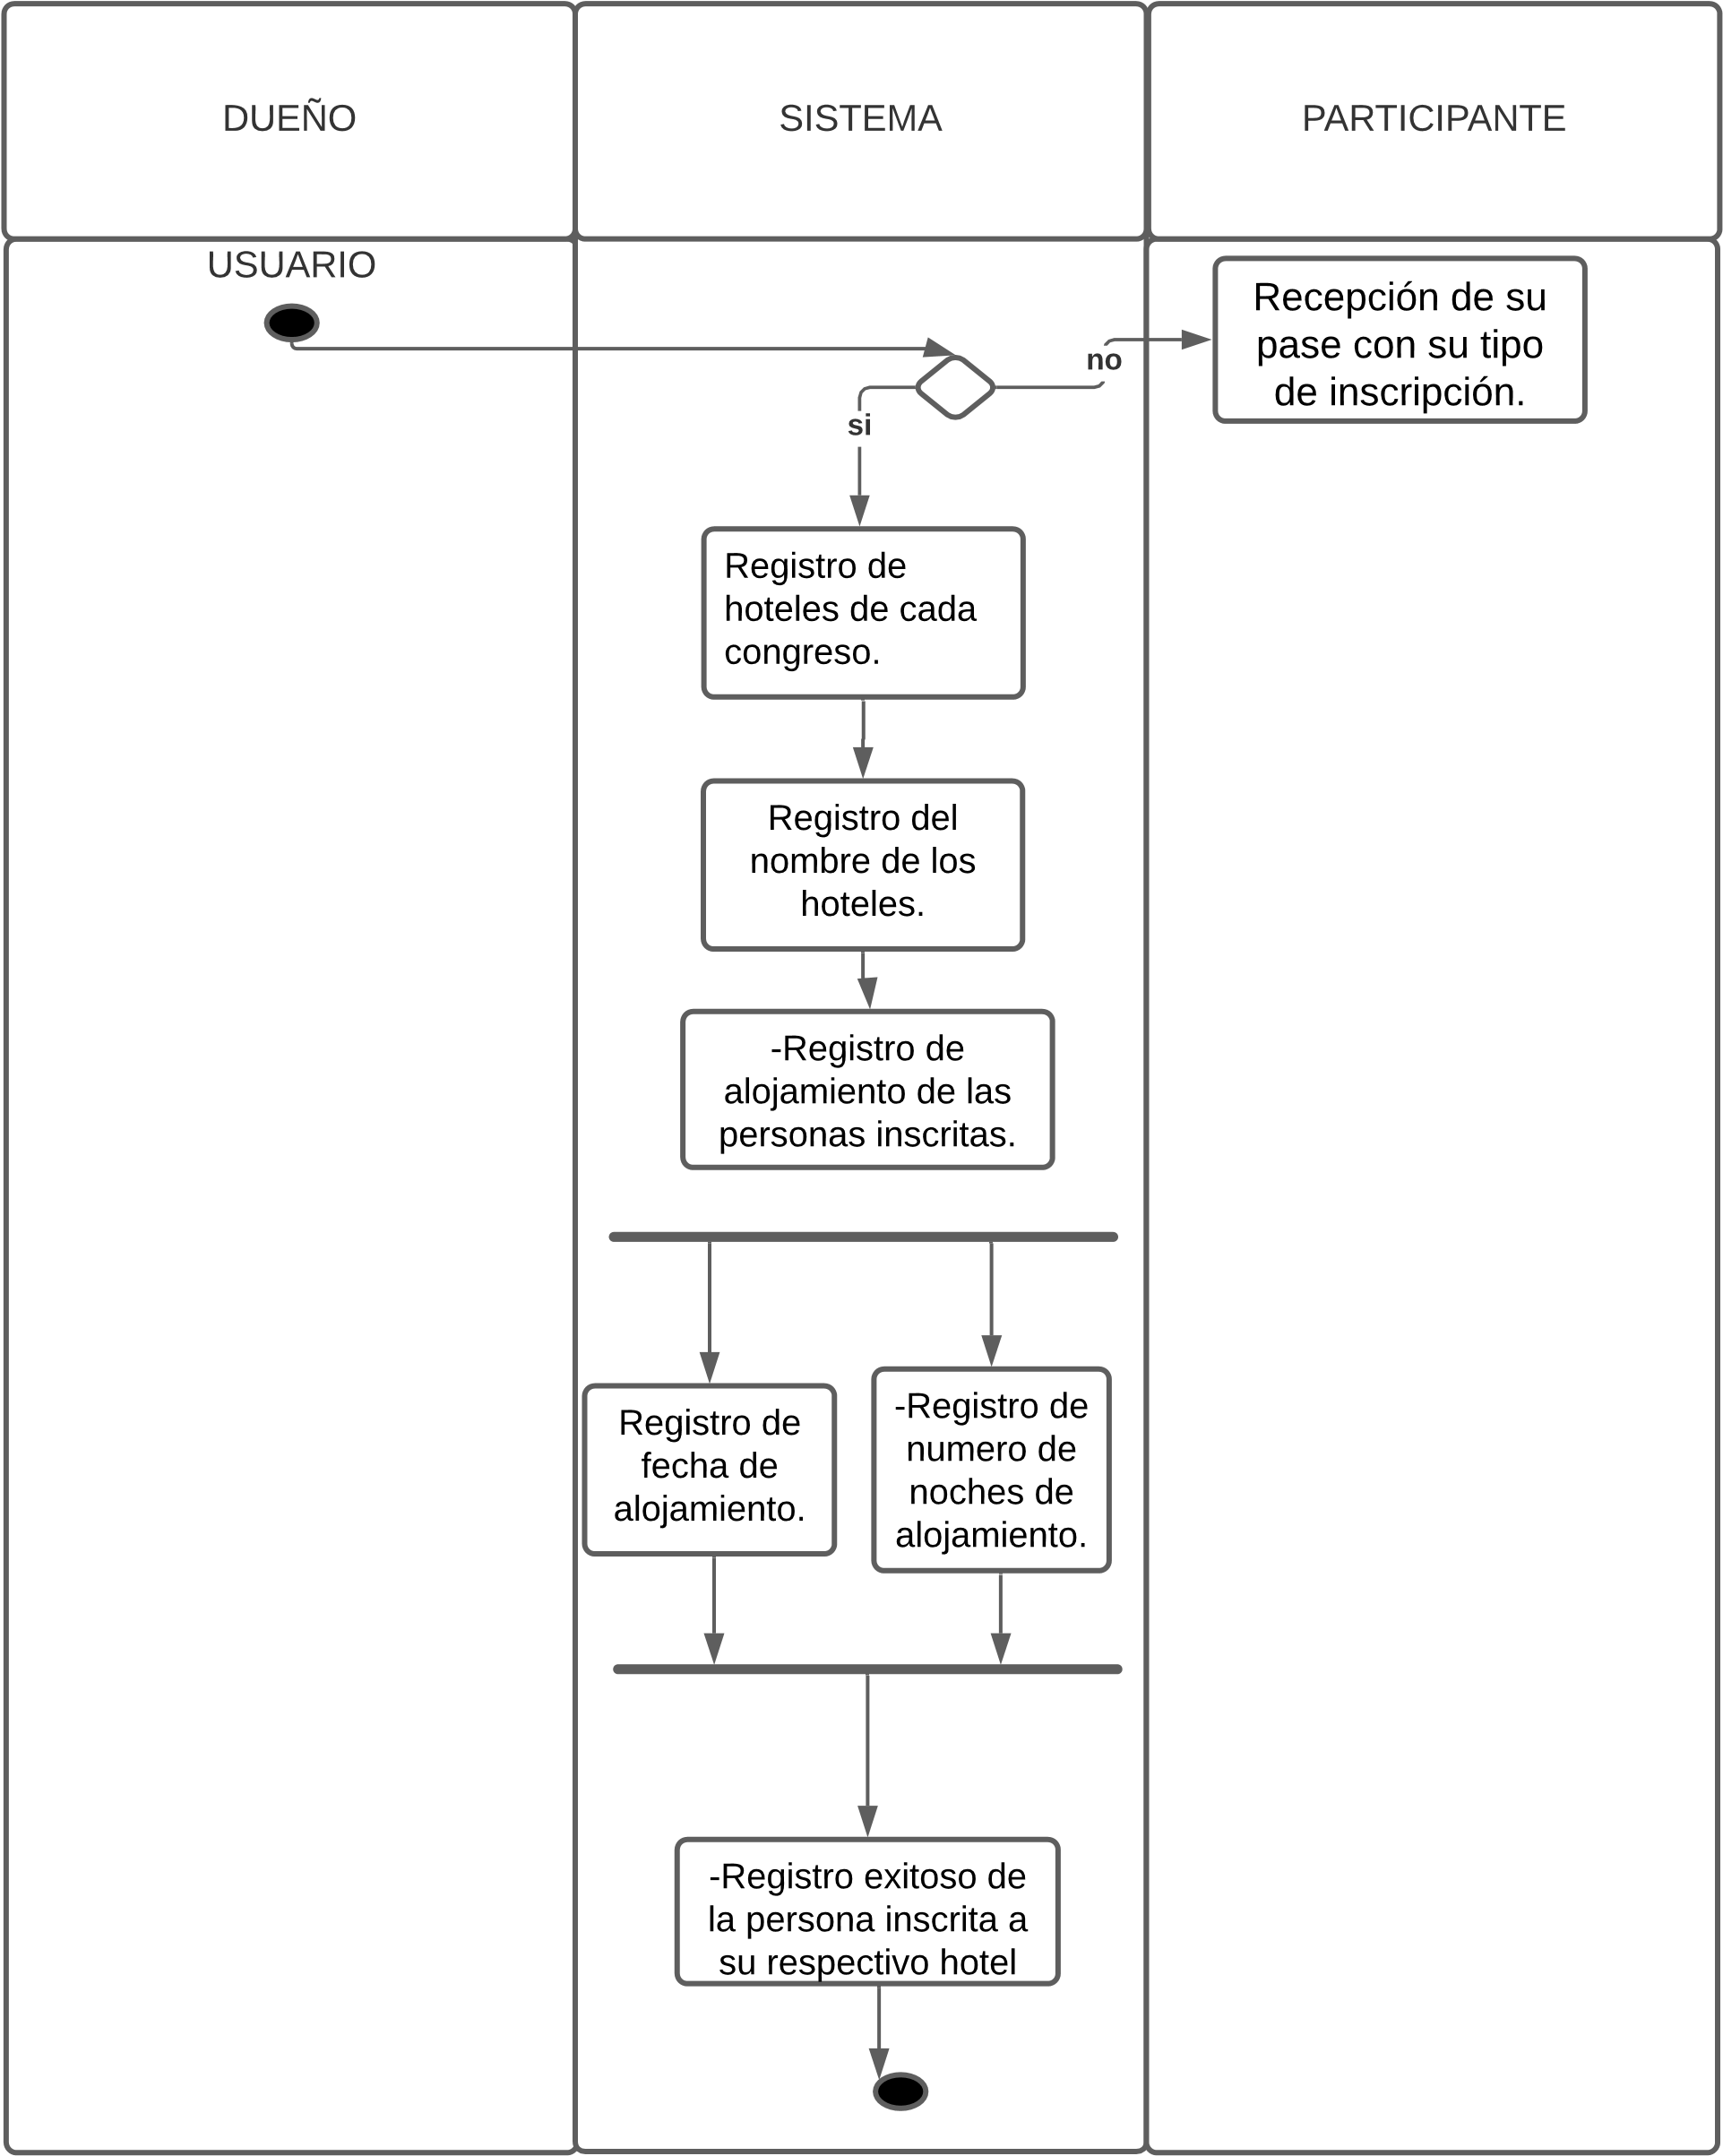 DUEÑO
SISTEMA
PARTICIPANTE
USUARIO
Recepción de su
pase con su tipo
de inscripción.
no
si
Registro de
hoteles de cada
congreso.
Registro del
nombre de los
hoteles.
-Registro de
alojamiento de las
personas inscritas.
Registro de
fecha de
alojamiento.
-Registro de
numero de
noches de
alojamiento.
-Registro exitoso de
la persona inscrita a
su respectivo hotel